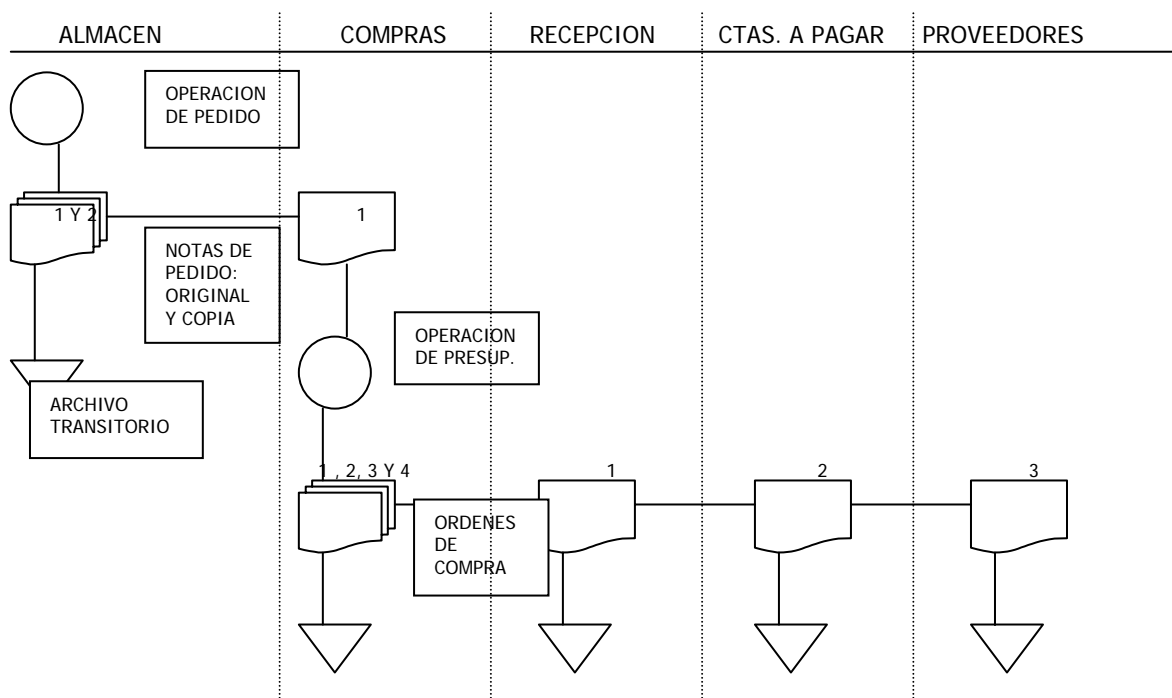 ALMACEN COMPRAS RECEPCION CTAS. A PAGAR PROVEEDORES
OPERACION
DE PEDIDO
1 Y 2
1
NOTAS DE
PEDIDO:
ORIGINAL
Y COPIA
OPERACION
DE PRESUP.
ARCHIVO
TRANSITORIO
1 , 2, 3 Y 4
1
2
3
ORDENES
DE
COMPRA